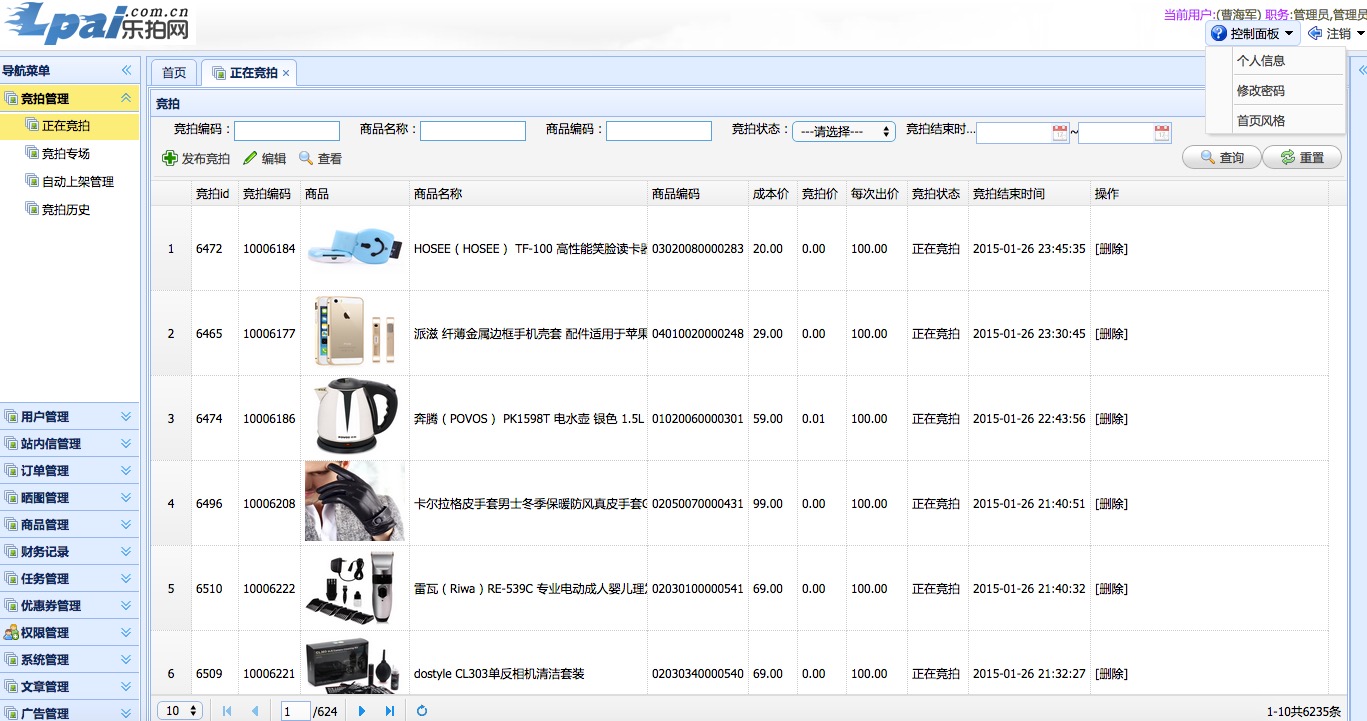 Lpai.com.cn
乐拍网
当前用户:(曹海军) 职务:管理员,管理员
控制面板 注销
个人信息
修改密码
首页风格
导航菜单
竞拍管理
正在竞拍
竞拍专场
自动上架管理
竞拍历史
用户管理
站内信管理
订单管理
晒图管理
商品管理
财务记录
任务管理
优惠券管理
权限管理
系统管理
文章管理
广告管理
首页 正在竞拍 ×
竞拍
竞拍编码： 商品名称： 商品编码： 竞拍状态： ---请选择--- 竞拍结束时... ~
发布竞拍 编辑 查看 查询 重置
竞拍id 竞拍编码 商品 商品名称 商品编码 成本价 竞拍价 每次出价 竞拍状态 竞拍结束时间 操作
1 6472 10006184 HOSEE（HOSEE） TF-100 高性能笑脸读卡器 03020080000283 20.00 0.00 100.00 正在竞拍 2015-01-26 23:45:35 [删除]
2 6465 10006177 派滋 纤薄金属边框手机壳套 配件适用于苹果 04010020000248 29.00 0.00 100.00 正在竞拍 2015-01-26 23:30:45 [删除]
3 6474 10006186 奔腾（POVOS） PK1598T 电水壶 银色 1.5L 01020060000301 59.00 0.01 100.00 正在竞拍 2015-01-26 22:43:56 [删除]
4 6496 10006208 卡尔拉格皮手套男士冬季保暖防风真皮手套G 02050070000431 99.00 0.00 100.00 正在竞拍 2015-01-26 21:40:51 [删除]
5 6510 10006222 雷瓦（Riwa）RE-539C 专业电动成人婴儿理发 02030100000541 69.00 0.00 100.00 正在竞拍 2015-01-26 21:40:32 [删除]
6 6509 10006221 dostyle CL303单反相机清洁套装 02030340000540 69.00 0.00 100.00 正在竞拍 2015-01-26 21:32:27 [删除]
10 1 /624 1-10共6235条